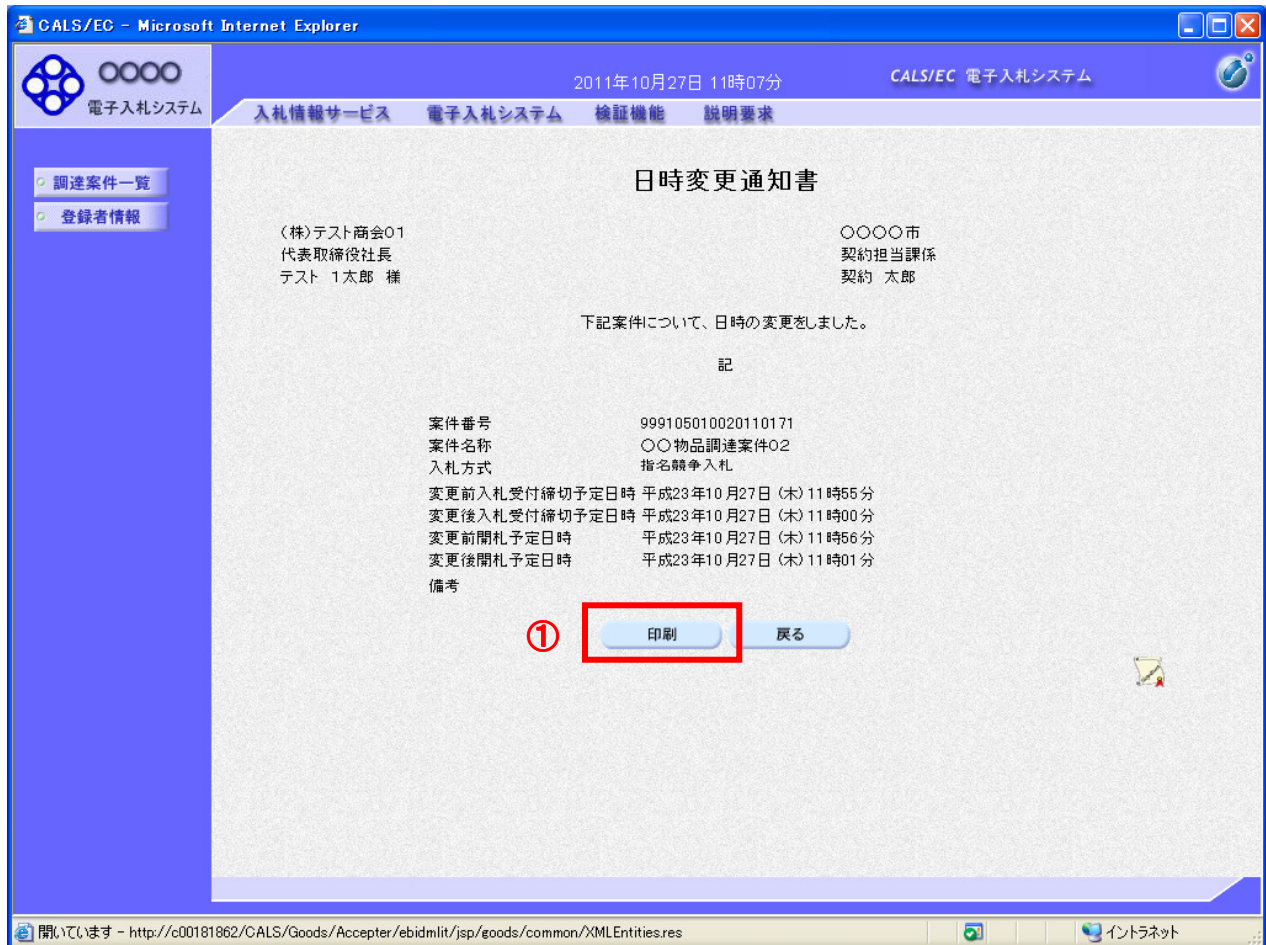 CALS/EC - Microsoft Internet Explorer
〇〇〇〇
電子入札システム
2011年10月27日 11時07分
CALS/EC 電子入札システム
入札情報サービス 電子入札システム 検証機能 説明要求
調達案件一覧
登録者情報
日時変更通知書
(株)テスト商会01
代表取締役社長
テスト 1太郎 様
〇〇〇〇市
契約担当課係
契約 太郎
下記案件について、日時の変更をしました。
記
案件番号 999105010020110171
案件名称 〇〇物品調達案件02
入札方式 指名競争入札
変更前入札受付締切予定日時 平成23年10月27日(木)11時55分
変更後入札受付締切予定日時 平成23年10月27日(木)11時00分
変更前開札予定日時 平成23年10月27日(木)11時56分
変更後開札予定日時 平成23年10月27日(木)11時01分
備考
① 印刷 戻る
開いています - http://c00181862/CALS/Goods/Accepter/ebidmlit/jsp/goods/common/XMLEntities.res イントラネット